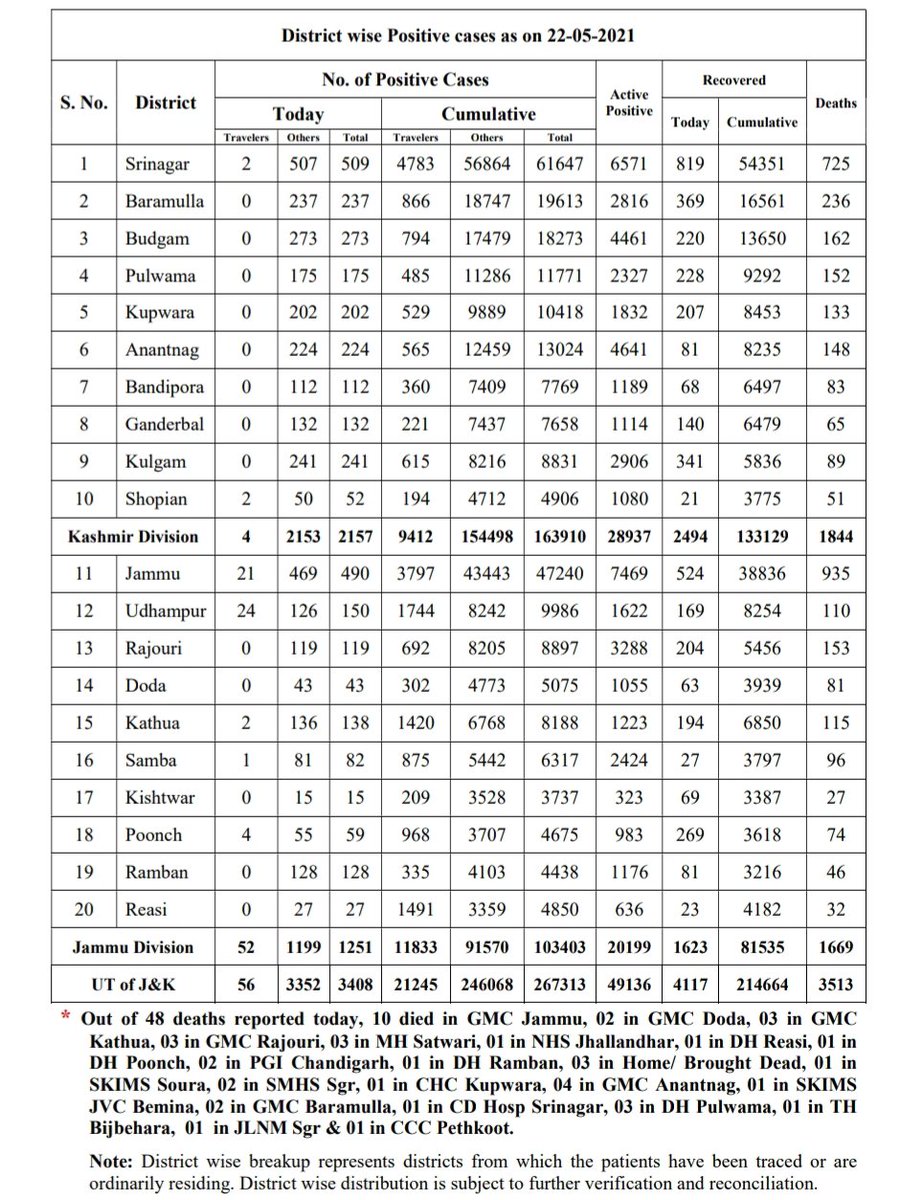 District wise Positive cases as on 22-05-2021
S. No. District No. of Positive Cases Active Positive Recovered Deaths
Today Cumulative Today Cumulative
Travelers Others Total Travelers Others Total
1 Srinagar 2 507 509 4783 56864 61647 6571 819 54351 725
2 Baramulla 0 237 237 866 18747 19613 2816 369 16561 236
3 Budgam 0 273 273 794 17479 18273 4461 220 13650 162
4 Pulwama 0 175 175 485 11286 11771 2327 228 9292 152
5 Kupwara 0 202 202 529 9889 10418 1832 207 8453 133
6 Anantnag 0 224 224 565 12459 13024 4641 81 8235 148
7 Bandipora 0 112 112 360 7409 7769 1189 68 6497 83
8 Ganderbal 0 132 132 221 7437 7658 1114 140 6479 65
9 Kulgam 0 241 241 615 8216 8831 2906 341 5836 89
10 Shopian 2 50 52 194 4712 4906 1080 21 3775 51
Kashmir Division 4 2153 2157 9412 154498 163910 28937 2494 133129 1844
11 Jammu 21 469 490 3797 43443 47240 7469 524 38836 935
12 Udhampur 24 126 150 1744 8242 9986 1622 169 8254 110
13 Rajouri 0 119 119 692 8205 8897 3288 204 5456 153
14 Doda 0 43 43 302 4773 5075 1055 63 3939 81
15 Kathua 2 136 138 1420 6768 8188 1223 194 6850 115
16 Samba 1 81 82 875 5442 6317 2424 27 3797 96
17 Kishtwar 0 15 15 209 3528 3737 323 69 3387 27
18 Poonch 4 55 59 968 3707 4675 983 269 3618 74
19 Ramban 0 128 128 335 4103 4438 1176 81 3216 46
20 Reasi 0 27 27 1491 3359 4850 636 23 4182 32
Jammu Division 52 1199 1251 11833 91570 103403 20199 1623 81535 1669
UT of J&K 56 3352 3408 21245 246068 267313 49136 4117 214664 3513
* Out of 48 deaths reported today, 10 died in GMC Jammu, 02 in GMC Doda, 03 in GMC
Kathua, 03 in GMC Rajouri, 03 in MH Satwari, 01 in NHS Jhallandhar, 01 in DH Reasi, 01 in
DH Poonch, 02 in PGI Chandigarh, 01 in DH Ramban, 03 in Home/ Brought Dead, 01 in
SKIMS Soura, 02 in SMHS Sgr, 01 in CHC Kupwara, 04 in GMC Anantnag, 01 in SKIMS
JVC Bemina, 02 in GMC Baramulla, 01 in CD Hosp Srinagar, 03 in DH Pulwama, 01 in TH
Bijbehara, 01 in JLNM Sgr & 01 in CCC Pethkoot.
Note: District wise breakup represents districts from which the patients have been traced or are
ordinarily residing. District wise distribution is subject to further verification and reconciliation.